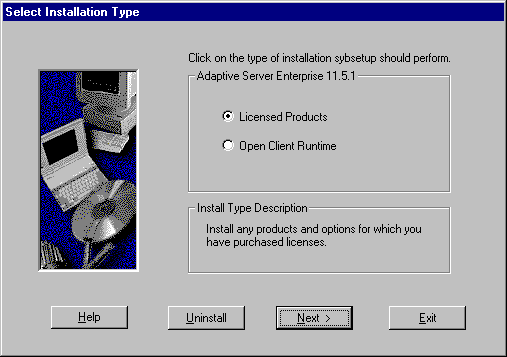 Select Installation Type
Click on the type of installation sybsetup should perform.
Adaptive Server Enterprise 11.5.1
Licensed Products
Open Client Runtime
Install Type Description
Install any products and options for which you
have purchased licenses.
Help
Uninstall
Next >
Exit